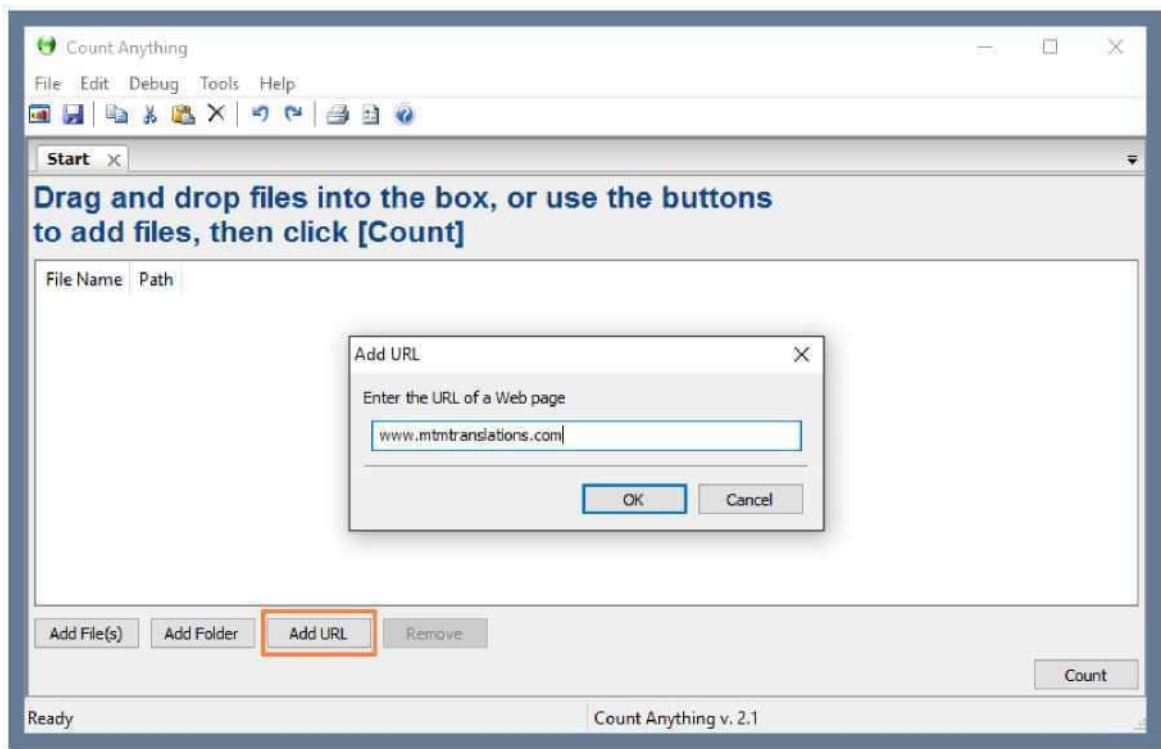 Count Anything
File Edit Debug Tools Help
Start
Drag and drop files into the box, or use the buttons
to add files, then click [Count]
File Name Path
Add URL
Enter the URL of a Web page
www.mtmtranslations.com
OK Cancel
Add File(s) Add Folder Add URL Remove
Count
Ready Count Anything v. 2.1